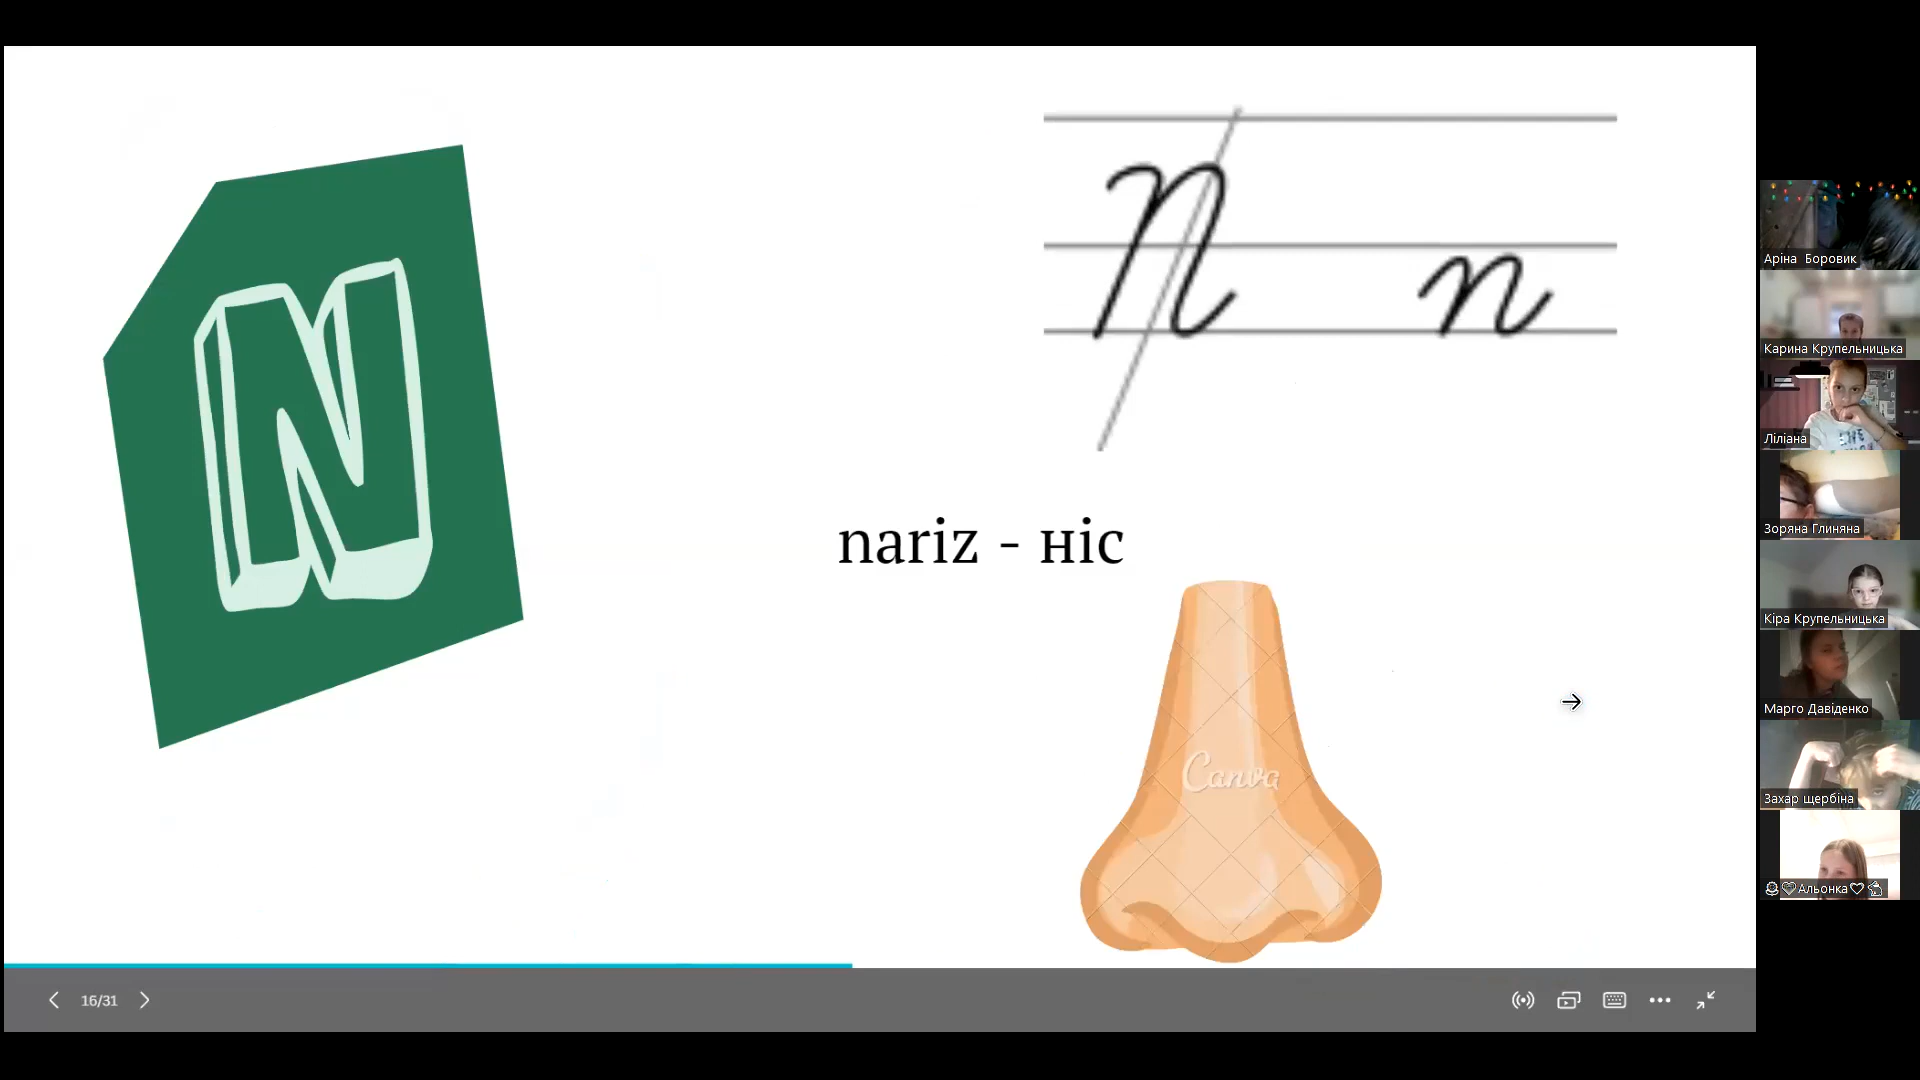 N
N n
nariz - ніс
Canva
16/31
Аріна Боровик
Карина Крупельницька
Ліліана
Зоряна Глиняна
Кіра Крупельницька
Марго Давіденко
Захар щербіна
Альонка